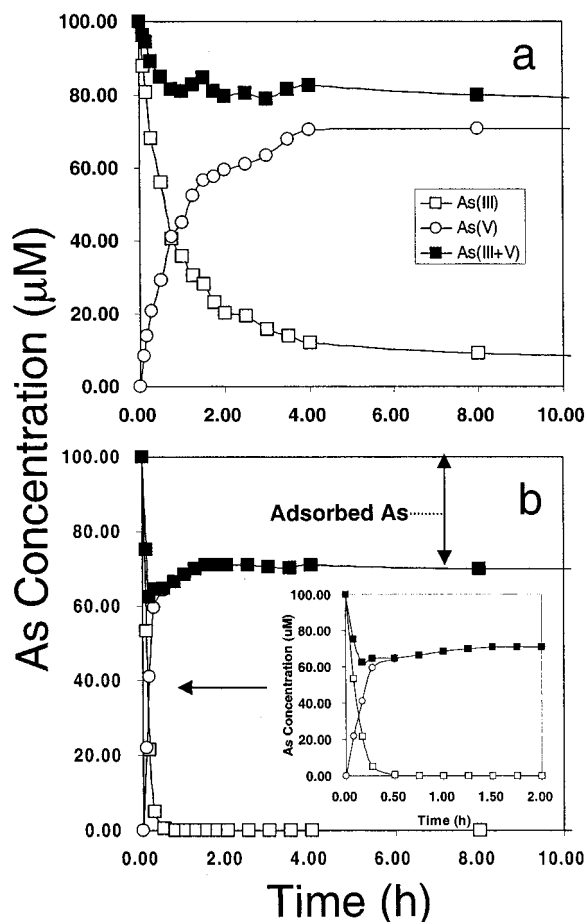 As Concentration (μM)
a
100.00
80.00
60.00
40.00
20.00
0.00
As(III)
As(V)
As(III+V)
0.00 2.00 4.00 6.00 8.00 10.00
b
Adsorbed As
100.00
80.00
60.00
40.00
20.00
0.00
As Concentration (uM)
100.00
80.00
60.00
40.00
20.00
0.00
0.00 0.50 1.00 1.50 2.00
Time (h)
0.00 2.00 4.00 6.00 8.00 10.00
Time (h)